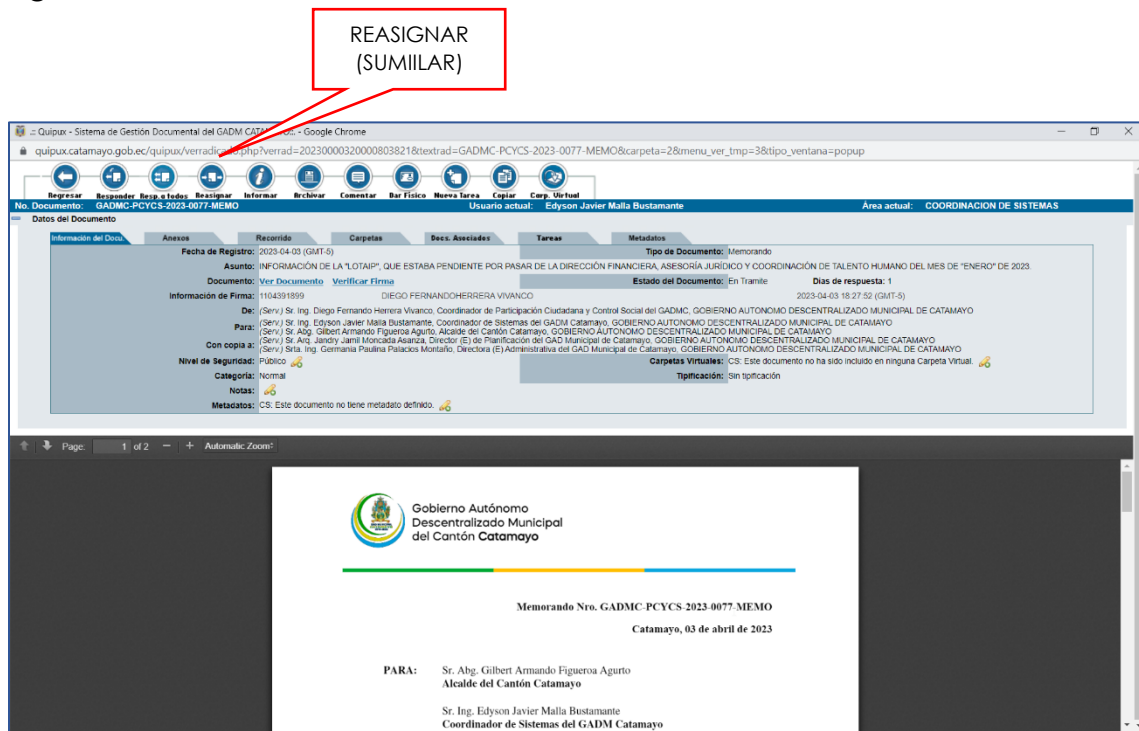 REASIGNAR
(SUMIILAR)
.:: Quipux - Sistema de Gestión Documental del GADM CATAMAYO::. - Google Chrome
quipux.catamayo.gob.ec/quipux/verradicado.php?verrad=20230000320000803821&textrad=GADMC-PCYCS-2023-0077-MEMO&carpeta=2&menu_ver_tmp=3&tipo_ventana=popup
Regresar Responder Resp. a todos Reasignar Informar Archivar Comentar Bar Físico Nueva Tarea Copiar Carp. Virtual
No. Documento: GADMC-PCYCS-2023-0077-MEMO Usuario actual: Edyson Javier Malla Bustamante Área actual: COORDINACION DE SISTEMAS
Datos del Documento
Información del Docu. Anexos Recorrido Carpetas Docs. Asociados Tareas Metadatos
Fecha de Registro: 2023-04-03 (GMT-5) Tipo de Documento: Memorando
Asunto: INFORMACIÓN DE LA "LOTAIP", QUE ESTABA PENDIENTE POR PASAR DE LA DIRECCIÓN FINANCIERA, ASESORÍA JURÍDICO Y COORDINACIÓN DE TALENTO HUMANO DEL MES DE "ENERO" DE 2023.
Documento: Ver Documento Verificar Firma Estado del Documento: En Tramite Dias de respuesta: 1
Información de Firma: 1104391899 DIEGO FERNANDOHERRERA VIVANCO 2023-04-03 18:27:52 (GMT-5)
De: (Serv.) Sr. Ing. Diego Fernando Herrera Vivanco, Coordinador de Participación Ciudadana y Control Social del GADMC, GOBIERNO AUTONOMO DESCENTRALIZADO MUNICIPAL DE CATAMAYO
Para: (Serv.) Sr. Ing. Edyson Javier Malla Bustamante, Coordinador de Sistemas del GADM Catamayo, GOBIERNO AUTONOMO DESCENTRALIZADO MUNICIPAL DE CATAMAYO
(Serv.) Sr. Abg. Gilbert Armando Figueroa Agurto, Alcalde del Cantón Catamayo, GOBIERNO AUTONOMO DESCENTRALIZADO MUNICIPAL DE CATAMAYO
Con copia a: (Serv.) Sr. Arq. Jandry Jamil Moncada Asanza, Director (E) de Planificación del GAD Municipal de Catamayo, GOBIERNO AUTONOMO DESCENTRALIZADO MUNICIPAL DE CATAMAYO
(Serv.) Srta. Ing. Germania Paulina Palacios Montaño, Directora (E) Administrativa del GAD Municipal de Catamayo, GOBIERNO AUTONOMO DESCENTRALIZADO MUNICIPAL DE CATAMAYO
Nivel de Seguridad: Público Carpetas Virtuales: CS: Este documento no ha sido incluido en ninguna Carpeta Virtual.
Categoría: Normal Tipificación: Sin tipificación
Notas:
Metadatos: CS: Este documento no tiene metadato definido.
Page: 1 of 2 Automatic Zoom
Gobierno Autónomo
Descentralizado Municipal
del Cantón Catamayo
Memorando Nro. GADMC-PCYCS-2023-0077-MEMO
Catamayo, 03 de abril de 2023
PARA: Sr. Abg. Gilbert Armando Figueroa Agurto
Alcalde del Cantón Catamayo
Sr. Ing. Edyson Javier Malla Bustamante
Coordinador de Sistemas del GADM Catamayo